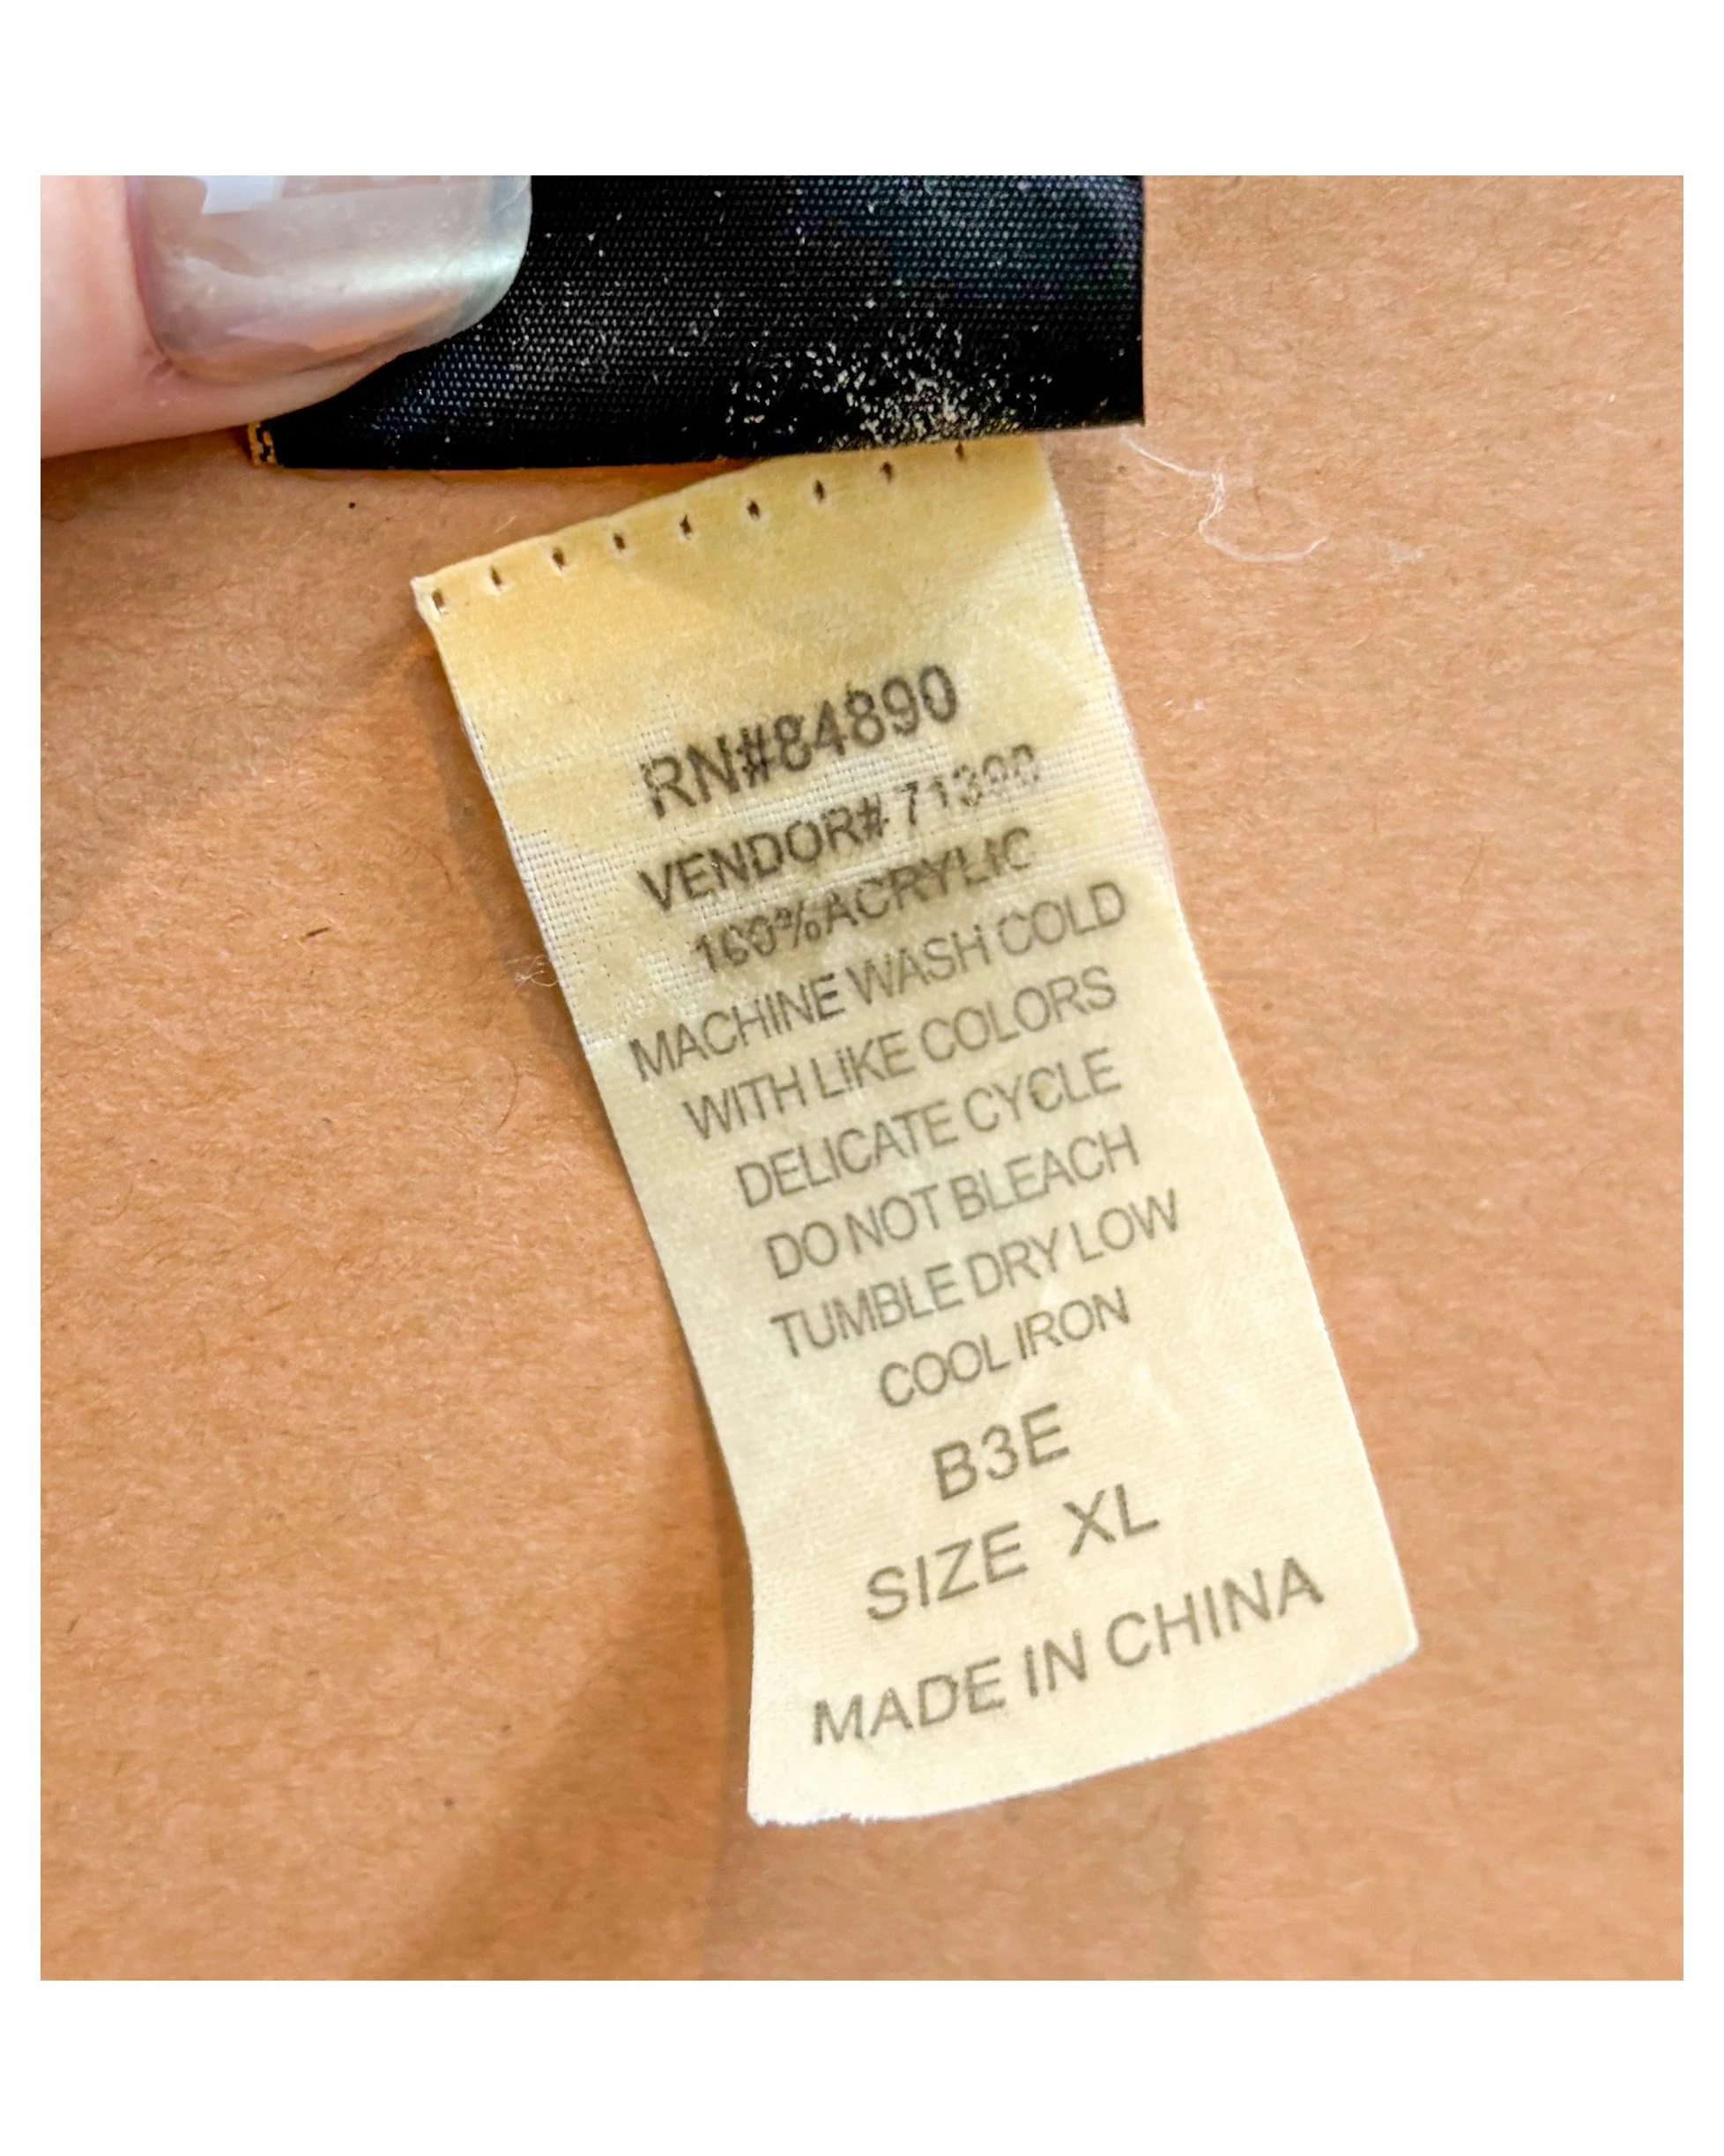 RN#84890
VENDOR#
100%ACRYLIC
MACHINE WASH COLD
WITH LIKE COLORS
DELICATE CYCLE
DO NOT BLEACH
TUMBLE DRY LOW
COOL IRON
B3E
SIZE XL
MADE IN CHINA